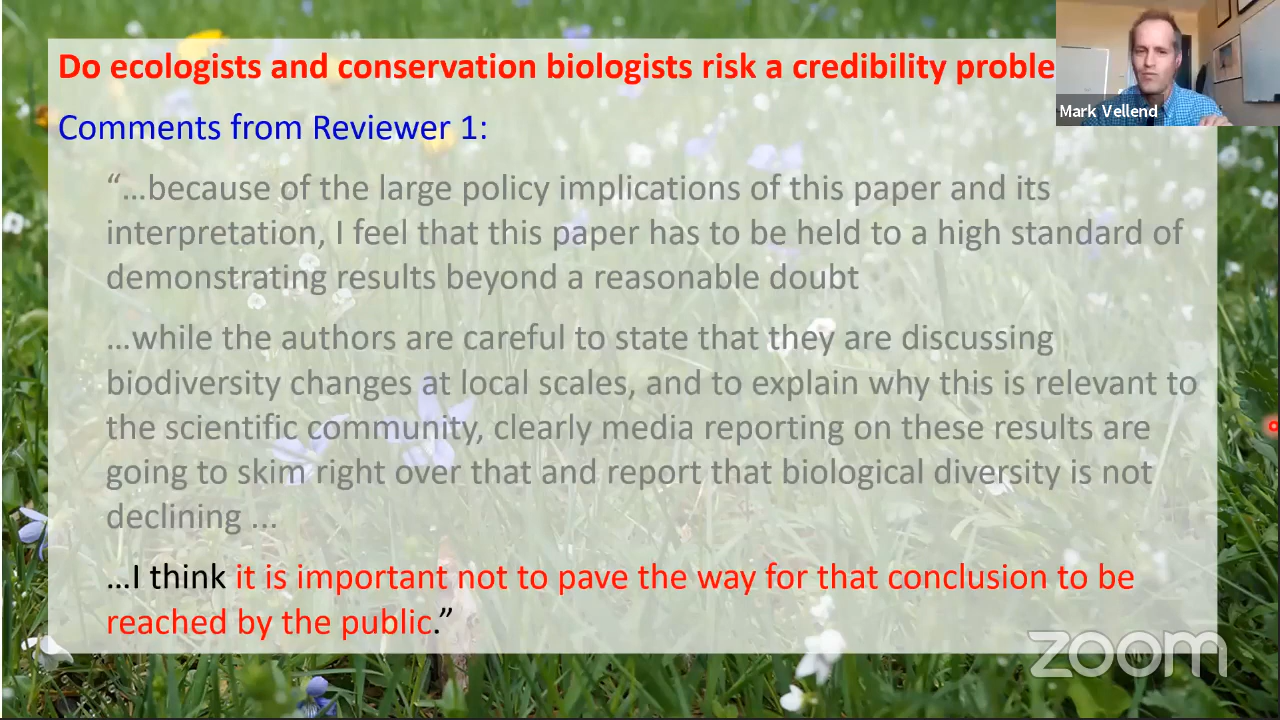 Do ecologists and conservation biologists risk a credibility proble
Mark Vellend
Comments from Reviewer 1:
“…because of the large policy implications of this paper and its
interpretation, I feel that this paper has to be held to a high standard of
demonstrating results beyond a reasonable doubt
…while the authors are careful to state that they are discussing
biodiversity changes at local scales, and to explain why this is relevant to
the scientific community, clearly media reporting on these results are
going to skim right over that and report that biological diversity is not
declining ...
…I think it is important not to pave the way for that conclusion to be
reached by the public.”
zoom